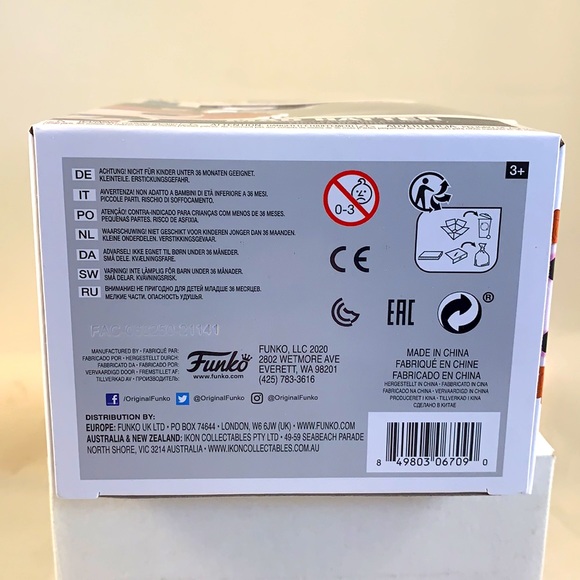 3+
DE ACHTUNG! NICHT FÜR KINDER UNTER 36 MONATEN GEEIGNET.
KLEINTEILE. ERSTICKUNGSGEFAHR.
IT AVVERTENZA! NON ADATTO A BAMBINI DI ETÀ INFERIORE A 36 MESI.
PICCOLE PARTI. RISCHIO DI SOFFOCAMENTO.
PO ATENÇÃO! CONTRA-INDICADO PARA CRIANÇAS COM MENOS DE 36 MESES.
PEQUENAS PARTES. RISCO DE ASFIXIA.
NL WAARSCHUWING! NIET GESCHIKT VOOR KINDEREN JONGER DAN 36 MAANDEN.
KLEINE ONDERDELEN. VERSTIKKINGSGEVAAR.
DA ADVARSEL! IKKE EGNET TIL BØRN UNDER 36 MÅNEDER.
SMÅ DELE. KVÆLNINGSFARE.
SW VARNING! INTE LÄMPLIG FÖR BARN UNDER 36 MÅNADER.
SMÅ DELAR. KVÄVNINGSRISK.
RU ВНИМАНИЕ! НЕ ПРИГОДНО ДЛЯ ДЕТЕЙ МЛАДШЕ 36 МЕСЯЦЕВ.
МЕЛКИЕ ЧАСТИ. ОПАСНОСТЬ УДУШЬЯ.
0-3
CE
EAC
®
MANUFACTURED BY • FABRIQUÉ PAR:
FABRICADO POR • HERGESTELLT DURCH:
FABBRICATO DA • FABRICADO POR:
VERVAARDIGD DOOR • FREMSTILLET AF:
TILLVERKAD AV • ПРОИЗВОДИТЕЛЬ:
Funko
www.funko.com
FUNKO, LLC 2020
2802 WETMORE AVE
EVERETT, WA 98201
(425) 783-3616
MADE IN CHINA
FABRIQUÉ EN CHINE
FABRICADO EN CHINA
HERGESTELLT IN CHINA • FABBRICATO IN CINA
FABRICADO NA CHINA • VERVAARDIGD IN CHINA
PRODUCERET I KINA • TILLVERKAD I KINA
СДЕЛАНО В КИТАЕ
/OriginalFunko @OriginalFunko @OriginalFunko
DISTRIBUTION BY:
EUROPE: FUNKO UK LTD • PO BOX 74644 • LONDON, W6 6JW (UK) • WWW.FUNKO.COM
AUSTRALIA & NEW ZEALAND: IKON COLLECTABLES PTY LTD • 49-59 SEABEACH PARADE
NORTH SHORE, VIC 3214 AUSTRALIA • WWW.IKONCOLLECTABLES.COM.AU
8 49803 06709 0